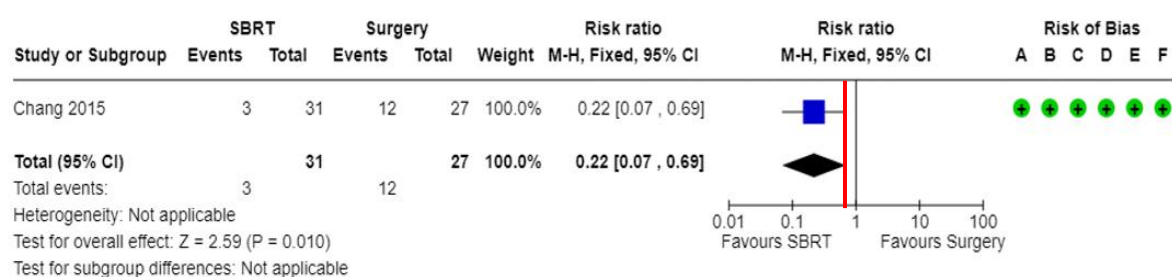 SBRT Surgery Risk ratio Risk ratio Risk of Bias
Study or Subgroup Events Total Events Total Weight M-H, Fixed, 95% CI M-H, Fixed, 95% CI A B C D E F
Chang 2015 3 31 12 27 100.0% 0.22 [0.07 , 0.69] + + + + + +
Total (95% CI) 31 27 100.0% 0.22 [0.07 , 0.69]
Total events: 3 12
Heterogeneity: Not applicable
0.01 0.1 1 10 100
Test for overall effect: Z = 2.59 (P = 0.010) Favours SBRT Favours Surgery
Test for subgroup differences: Not applicable